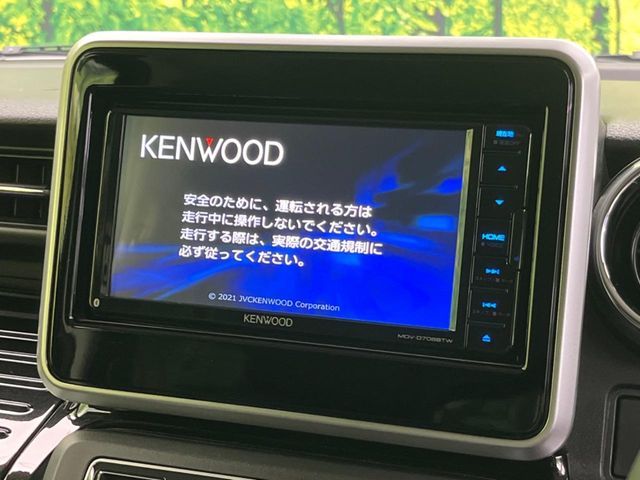 KENWOOD
安全のために、運転される方は
走行中に操作しないでください。
走行する際は、実際の交通規制に
必ず従ってください。
© 2021 JVCKENWOOD Corporation
KENWOOD
MDV-D708BTW
現在地
HOME